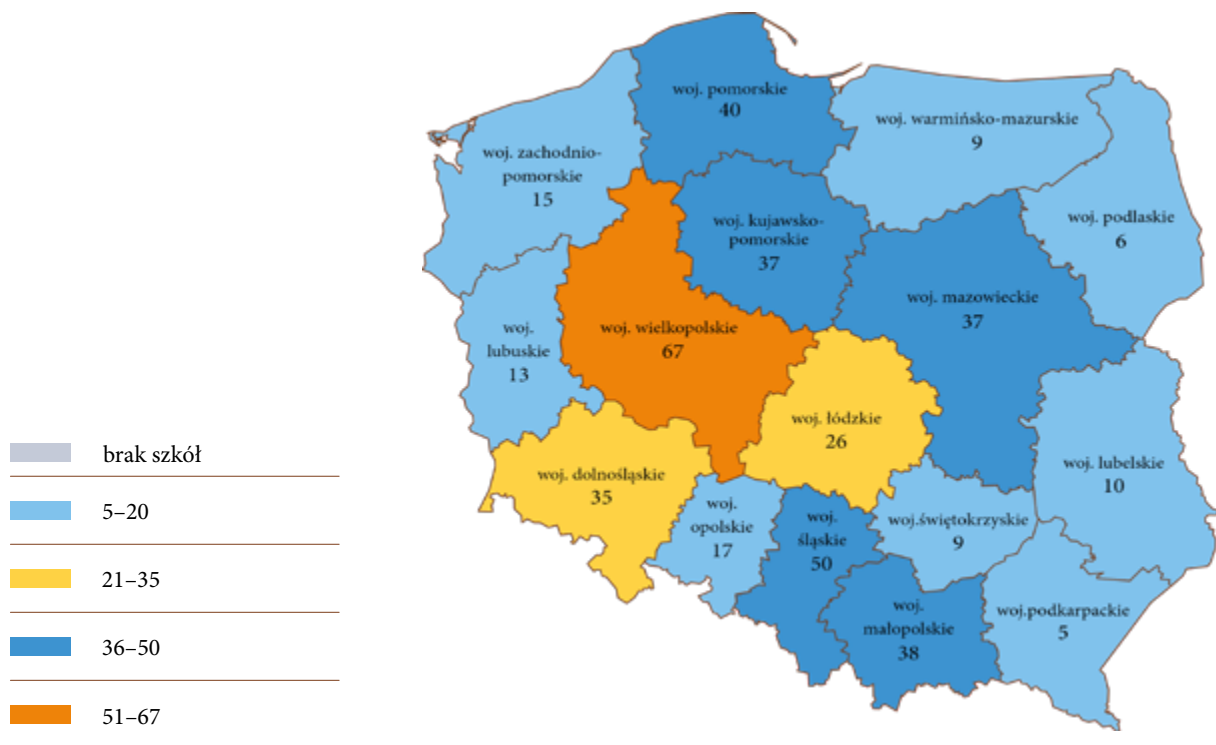 woj. pomorskie
40
woj. warmińsko-mazurskie
9
woj. zachodnio-
pomorskie
15
woj. kujawsko-
pomorskie
37
woj. podlaskie
6
woj. mazowieckie
37
woj. wielkopolskie
67
woj.
lubuskie
13
woj. łódzkie
26
woj. dolnośląskie
35
woj. lubelskie
10
woj.
opolskie
17
woj.
śląskie
50
woj.świętokrzyskie
9
woj.
małopolskie
38
woj.podkarpackie
5
brak szkół
5–20
21–35
36–50
51–67